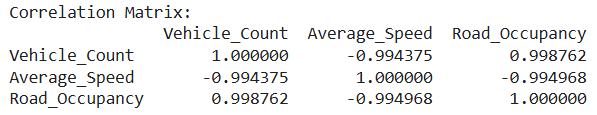 Correlation Matrix:
Vehicle_Count Average_Speed Road_Occupancy
Vehicle_Count 1.000000 -0.994375 0.998762
Average_Speed -0.994375 1.000000 -0.994968
Road_Occupancy 0.998762 -0.994968 1.000000